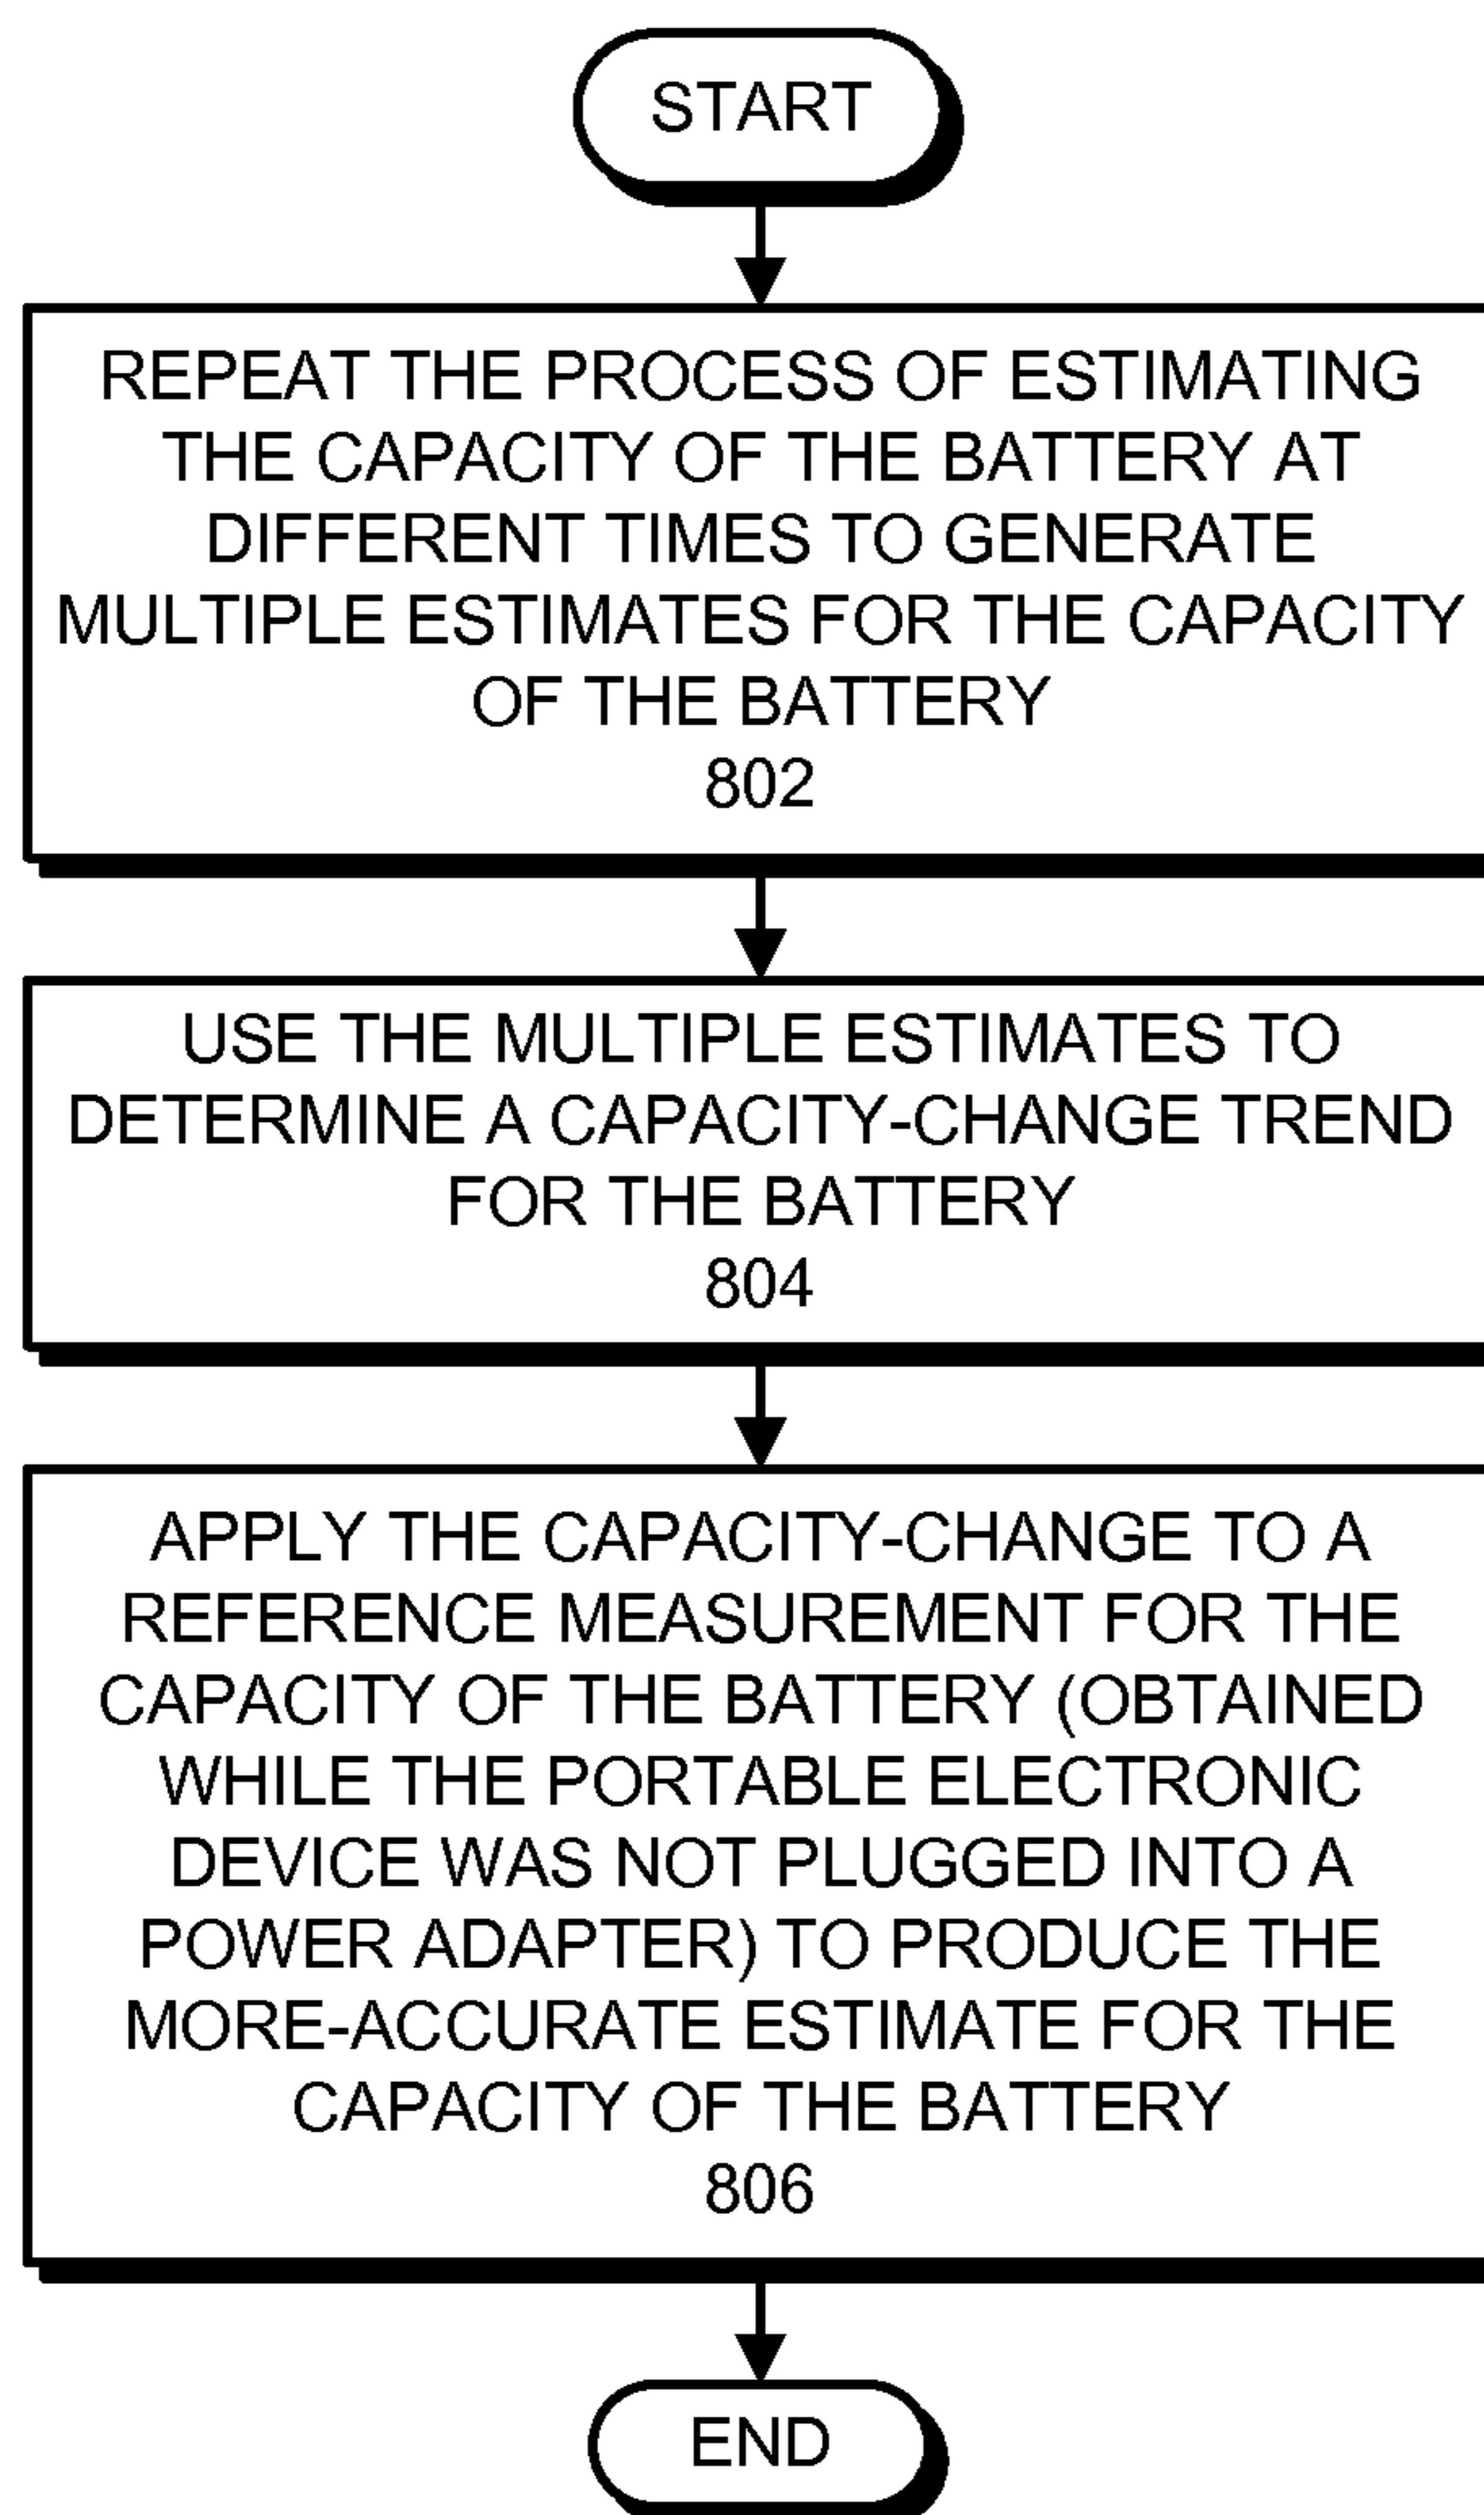 START
REPEAT THE PROCESS OF ESTIMATING
THE CAPACITY OF THE BATTERY AT
DIFFERENT TIMES TO GENERATE
MULTIPLE ESTIMATES FOR THE CAPACITY
OF THE BATTERY
802
USE THE MULTIPLE ESTIMATES TO
DETERMINE A CAPACITY-CHANGE TREND
FOR THE BATTERY
804
APPLY THE CAPACITY-CHANGE TO A
REFERENCE MEASUREMENT FOR THE
CAPACITY OF THE BATTERY (OBTAINED
WHILE THE PORTABLE ELECTRONIC
DEVICE WAS NOT PLUGGED INTO A
POWER ADAPTER) TO PRODUCE THE
MORE-ACCURATE ESTIMATE FOR THE
CAPACITY OF THE BATTERY
806
END